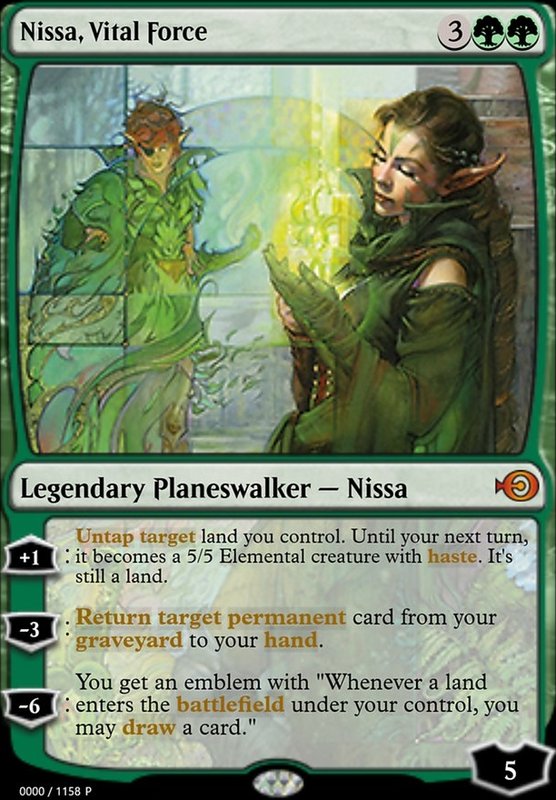 Nissa, Vital Force 3
Legendary Planeswalker — Nissa
+1 : Untap target land you control. Until your next turn,
it becomes a 5/5 Elemental creature with haste. It's
still a land.
-3 : Return target permanent card from your
graveyard to your hand.
-6 : You get an emblem with "Whenever a land
enters the battlefield under your control, you
may draw a card."
5
0000 / 1158 P